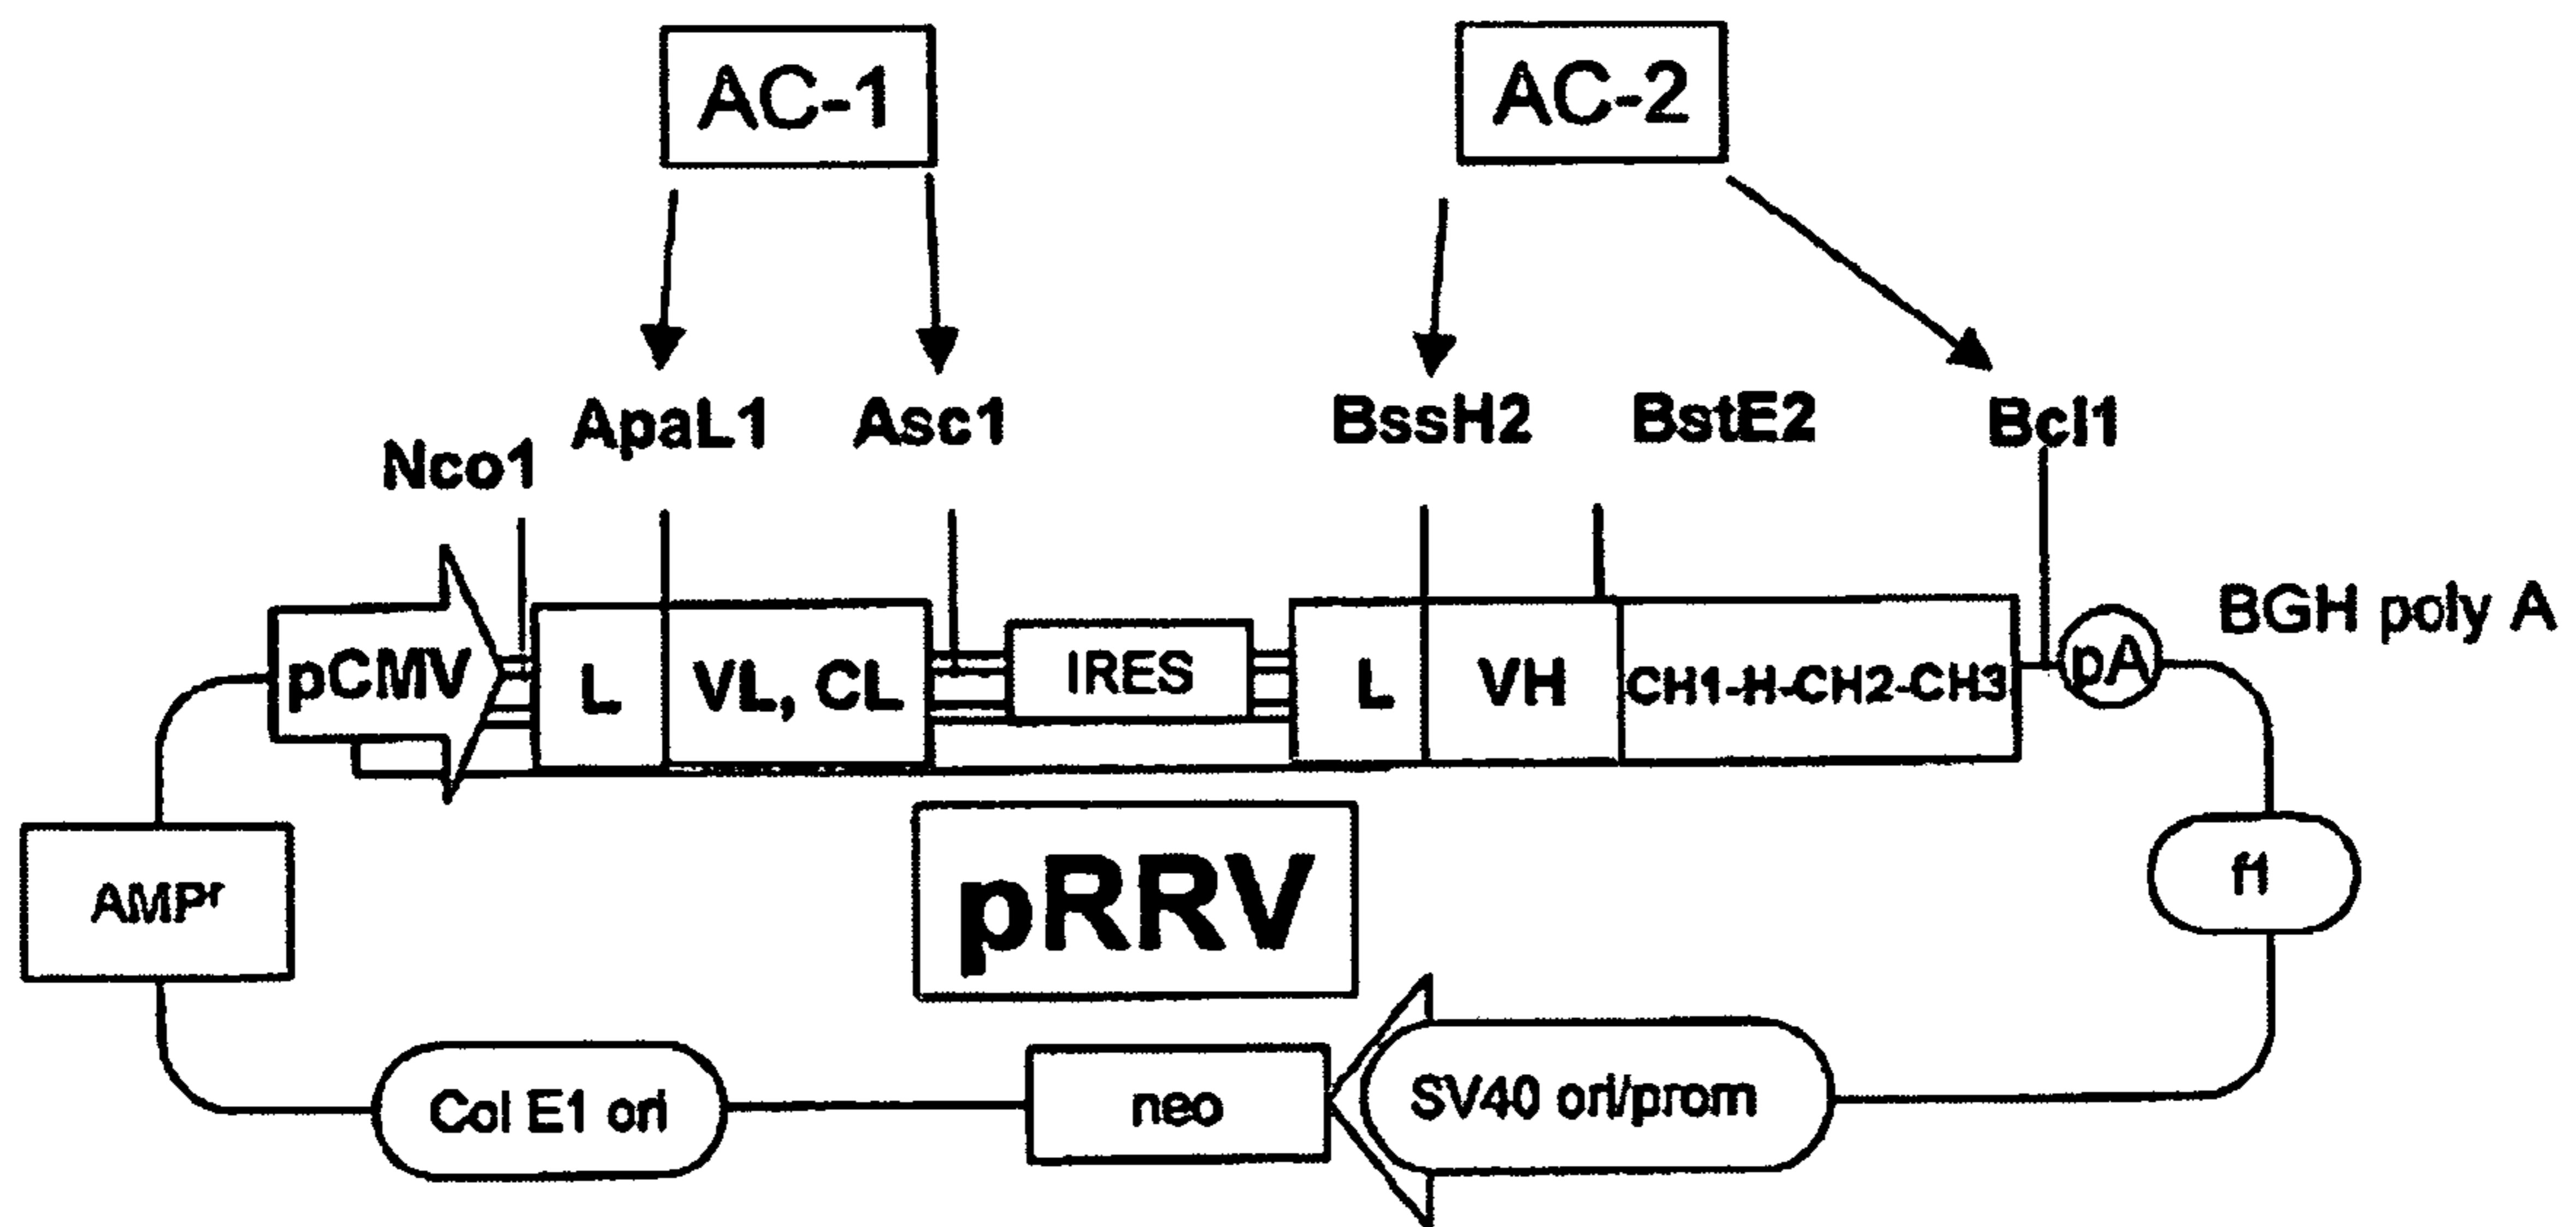 AC-1
AC-2
ApaL1
Asc1
BssH2
BstE2
Bcl1
Nco1
BGH poly A
pCMV
L
VL, CL
IRES
L
VH
CH1-H-CH2-CH3
pA
pRRV
AMPr
f1
Col E1 ori
neo
SV40 ori/prom